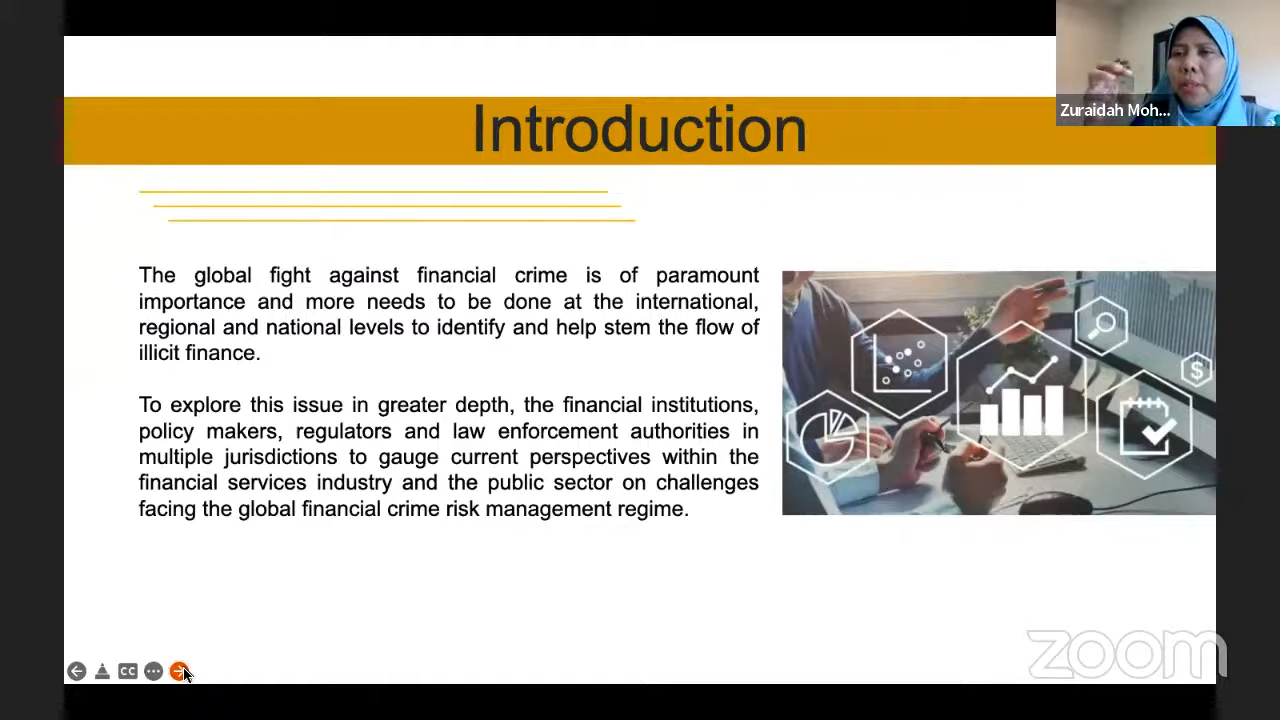 Introduction
Zuraidah Moh...
The global fight against financial crime is of paramount
importance and more needs to be done at the international,
regional and national levels to identify and help stem the flow of
illicit finance.
To explore this issue in greater depth, the financial institutions,
policy makers, regulators and law enforcement authorities in
multiple jurisdictions to gauge current perspectives within the
financial services industry and the public sector on challenges
facing the global financial crime risk management regime.
$
CC
zoom